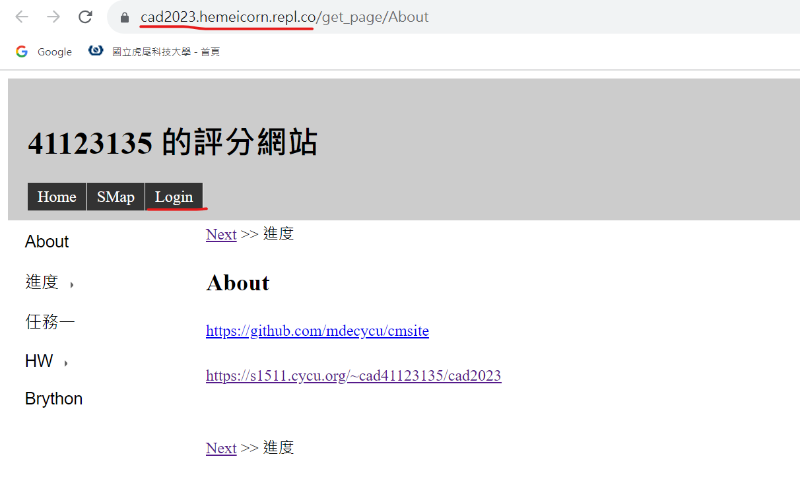 cad2023.hemeicorn.repl.co/get_page/About
Google 國立虎尾科技大學 - 首頁
41123135 的評分網站
Home SMap Login
About
進度
任務一
HW
Brython
Next >> 進度
About
https://github.com/mdecycu/cmsite
https://s1511.cycu.org/~cad41123135/cad2023
Next >> 進度